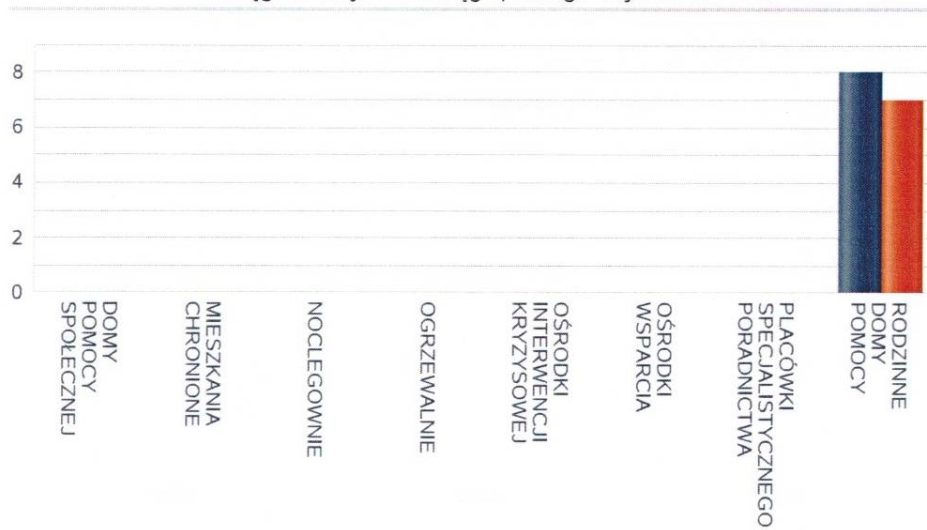 8
6
4
2
0
DOMY
POMOCY
SPOŁECZNEJ
MIESZKANIA
CHRONIONE
NOCLEGOWNIE
OGRZEWALNIE
OŚRODKI
INTERWENCJI
KRYZYSOWEJ
OŚRODKI
WSPARCIA
PLACÓWKI
SPECJALISTYCZNEGO
PORADNICTWA
RODZINNE
DOMY
POMOCY